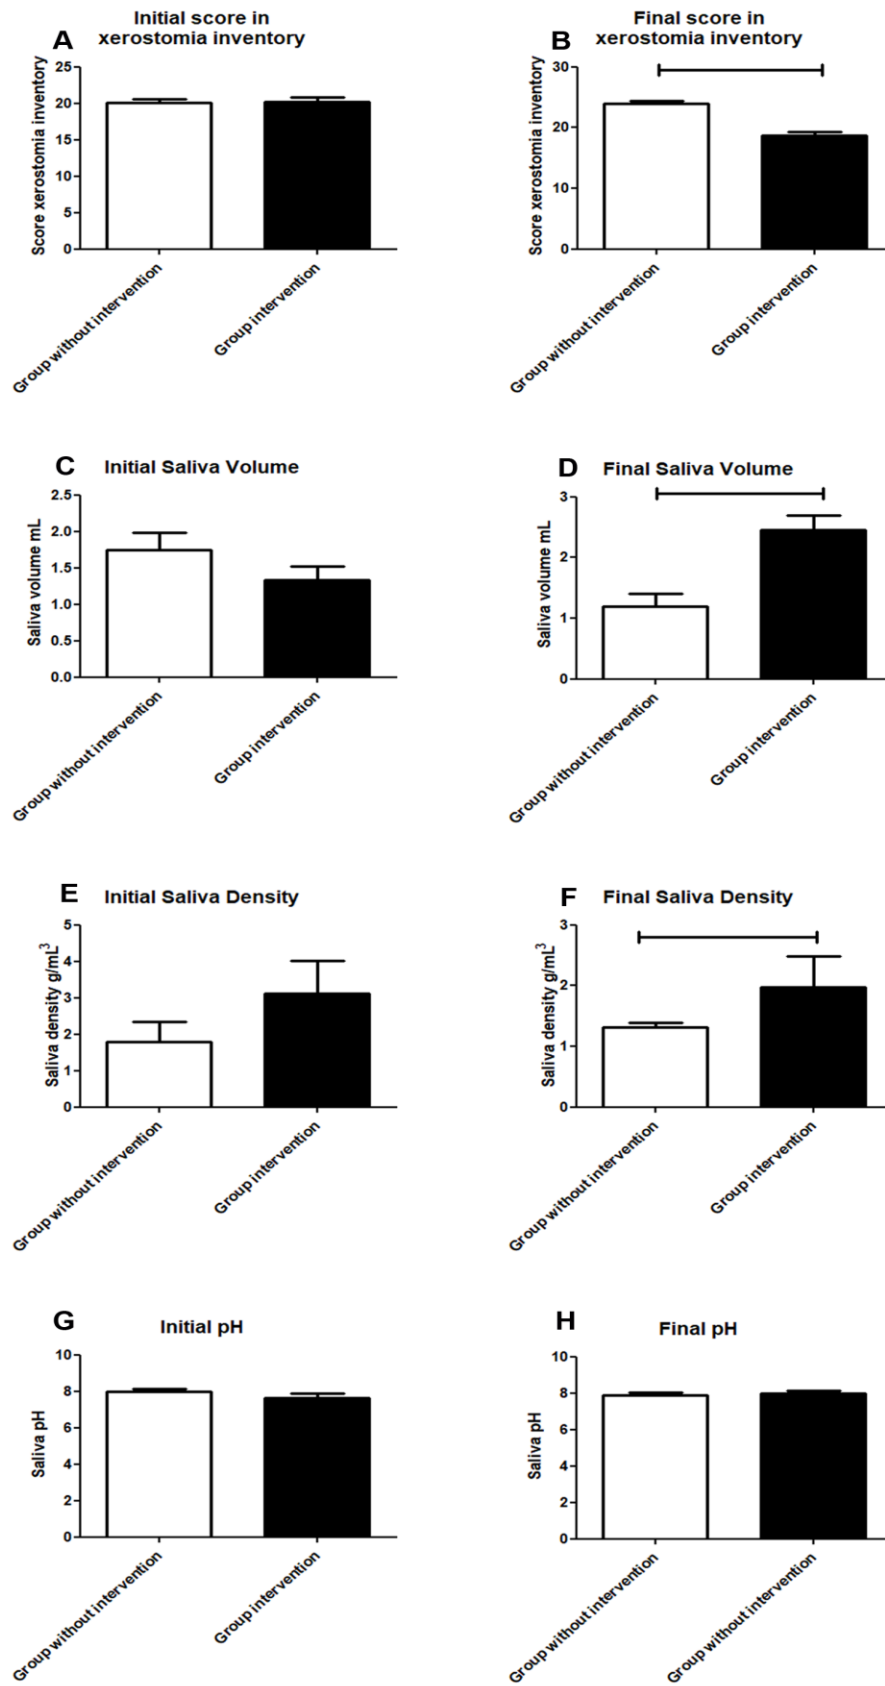 A
Initial score in
xerostomia inventory
Score xerostomia inventory
25
20
15
10
5
0
Group without intervention
Group intervention
B
Final score in
xerostomia inventory
Score xerostomia inventory
30
20
10
0
Group without intervention
Group intervention
C
Initial Saliva Volume
Saliva volume mL
2.5
2.0
1.5
1.0
0.5
0.0
Group without intervention
Group intervention
D
Final Saliva Volume
Saliva volume mL
3
2
1
0
Group without intervention
Group intervention
E
Initial Saliva Density
Saliva density g/mL³
5
4
3
2
1
0
Group without intervention
Group intervention
F
Final Saliva Density
Saliva density g/mL³
3
2
1
0
Group without intervention
Group intervention
G
Initial pH
Saliva pH
10
8
6
4
2
0
Group without intervention
Group intervention
H
Final pH
Saliva pH
10
8
6
4
2
0
Group without intervention
Group without intervention